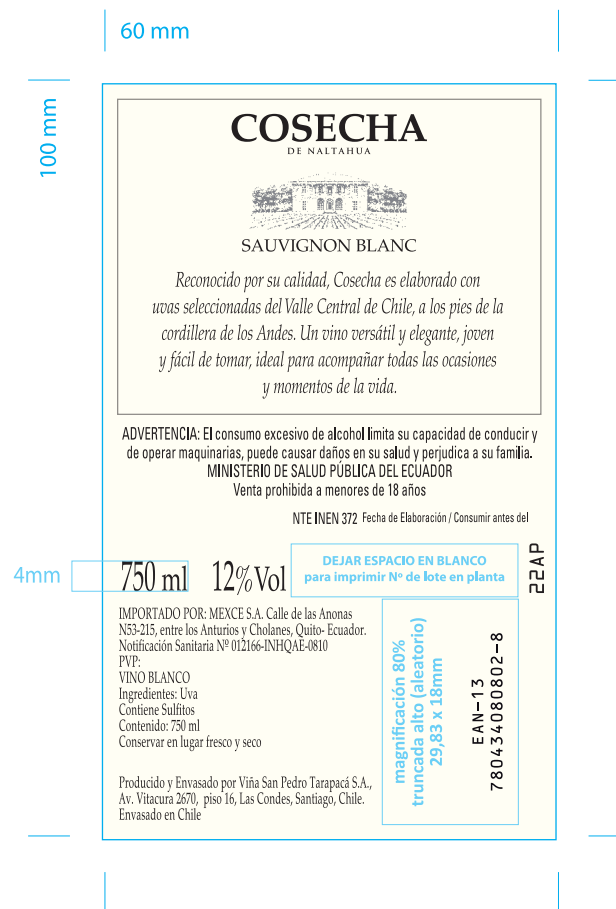 60 mm
100 mm
COSECHA
DE NALTAHUA
SAUVIGNON BLANC
Reconocido por su calidad, Cosecha es elaborado con
uvas seleccionadas del Valle Central de Chile, a los pies de la
cordillera de los Andes. Un vino versátil y elegante, joven
y fácil de tomar, ideal para acompañar todas las ocasiones
y momentos de la vida.
ADVERTENCIA: El consumo excesivo de alcohol limita su capacidad de conducir y
de operar maquinarias, puede causar daños en su salud y perjudica a su familia.
MINISTERIO DE SALUD PÚBLICA DEL ECUADOR
Venta prohibida a menores de 18 años
NTE INEN 372 Fecha de Elaboración / Consumir antes del
4mm
750 ml 12%Vol
DEJAR ESPACIO EN BLANCO
para imprimir Nº de lote en planta
22AP
IMPORTADO POR: MEXCE S.A. Calle de las Anonas
N53-215, entre los Anturios y Cholanes, Quito- Ecuador.
Notificación Sanitaria Nº 012166-INHQAE-0810
PVP:
VINO BLANCO
Ingredientes: Uva
Contiene Sulfitos
Contenido: 750 ml
Conservar en lugar fresco y seco
Producido y Envasado por Viña San Pedro Tarapacá S.A.,
Av. Vitacura 2670, piso 16, Las Condes, Santiago, Chile.
Envasado en Chile
magnificación 80%
truncada alto (aleatorio)
29,83 x 18mm
EAN-13
780434080802-8